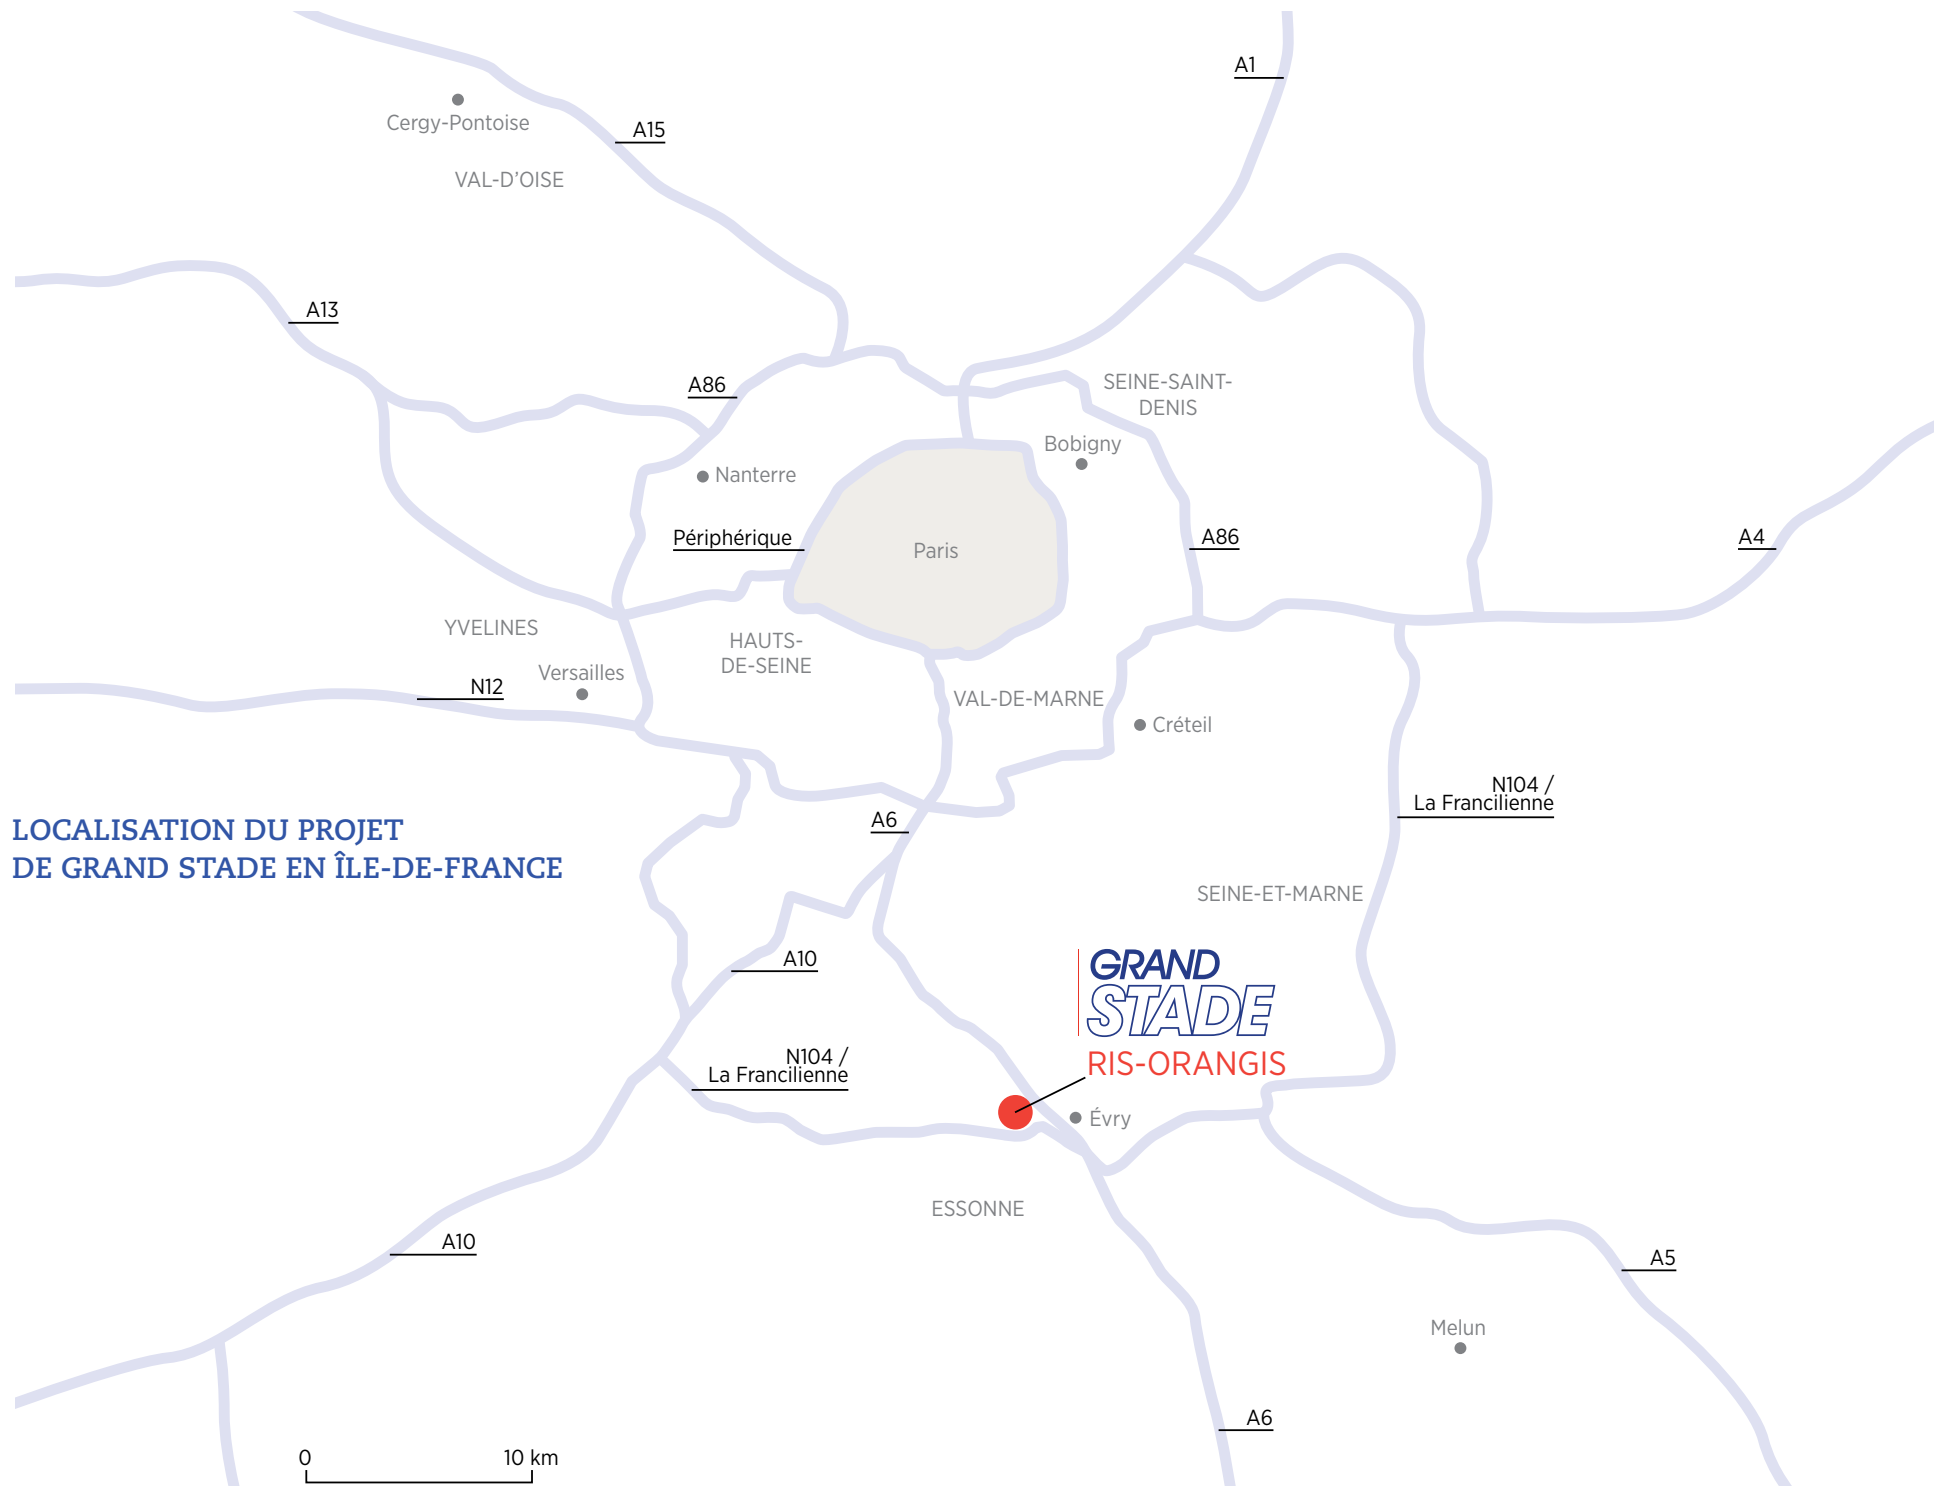 A1
Cergy-Pontoise
A15
VAL-D’OISE
A13
A86
SEINE-SAINT-
DENIS
Bobigny
Nanterre
Périphérique
Paris
A86
A4
YVELINES
HAUTS-
DE-SEINE
Versailles
N12
VAL-DE-MARNE
Créteil
N104 /
La Francilienne
A6
LOCALISATION DU PROJET
DE GRAND STADE EN ÎLE-DE-FRANCE
SEINE-ET-MARNE
A10
GRAND
STADE
RIS-ORANGIS
N104 /
La Francilienne
Évry
ESSONNE
A10
A5
Melun
A6
0 10 km